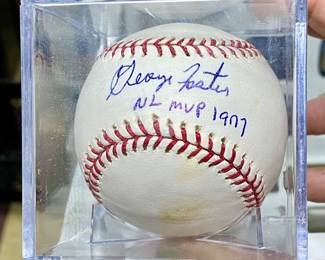 George Foster
NL MVP 1977